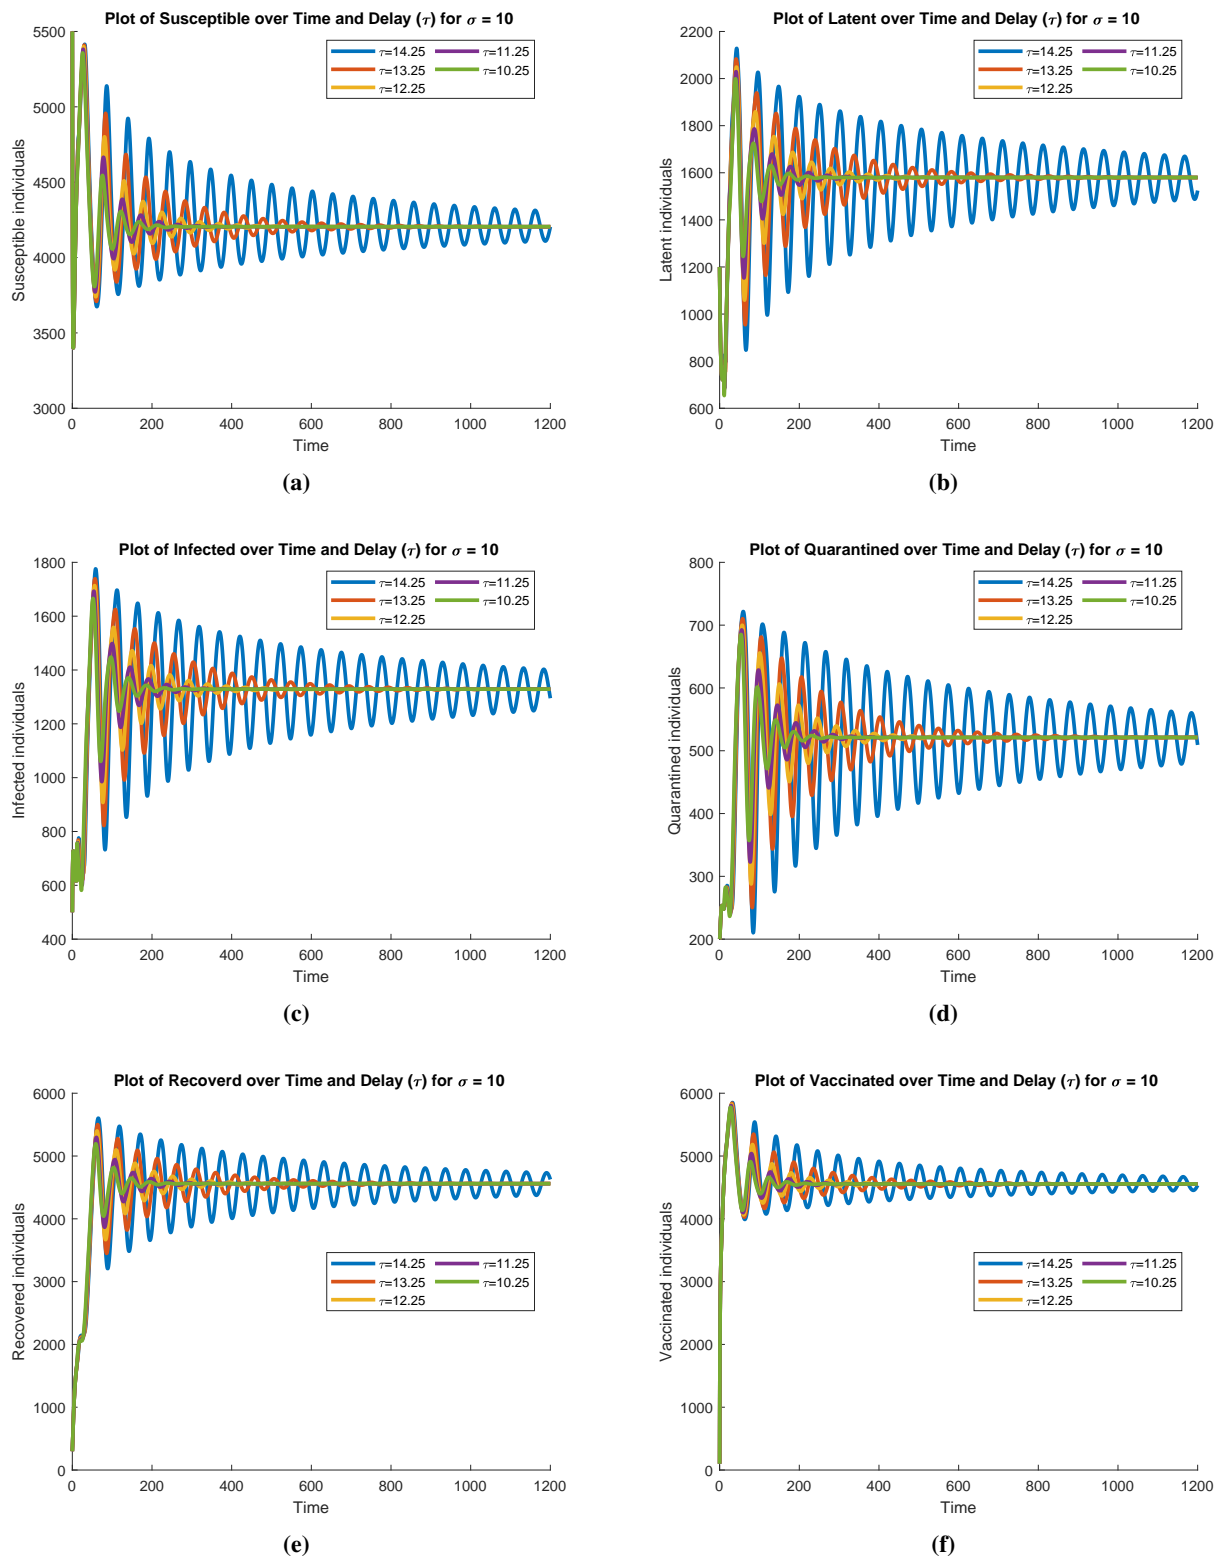 Plot of Susceptible over Time and Delay (τ) for σ = 10
5500
5000
4500
4000
3500
3000
Susceptible individuals
τ=14.25 τ=11.25
τ=13.25 τ=10.25
τ=12.25
0 200 400 600 800 1000 1200
Time
(a)
Plot of Latent over Time and Delay (τ) for σ = 10
2200
2000
1800
1600
1400
1200
1000
800
600
Latent individuals
τ=14.25 τ=11.25
τ=13.25 τ=10.25
τ=12.25
0 200 400 600 800 1000 1200
Time
(b)
Plot of Infected over Time and Delay (τ) for σ = 10
1800
1600
1400
1200
1000
800
600
400
Infected individuals
τ=14.25 τ=11.25
τ=13.25 τ=10.25
τ=12.25
0 200 400 600 800 1000 1200
Time
(c)
Plot of Quarantined over Time and Delay (τ) for σ = 10
800
700
600
500
400
300
200
Quarantined individuals
τ=14.25 τ=11.25
τ=13.25 τ=10.25
τ=12.25
0 200 400 600 800 1000 1200
Time
(d)
Plot of Recoverd over Time and Delay (τ) for σ = 10
6000
5000
4000
3000
2000
1000
0
Recovered individuals
τ=14.25 τ=11.25
τ=13.25 τ=10.25
τ=12.25
0 200 400 600 800 1000 1200
Time
(e)
Plot of Vaccinated over Time and Delay (τ) for σ = 10
6000
5000
4000
3000
2000
1000
0
Vaccinated individuals
τ=14.25 τ=11.25
τ=13.25 τ=10.25
τ=12.25
0 200 400 600 800 1000 1200
Time
(f)